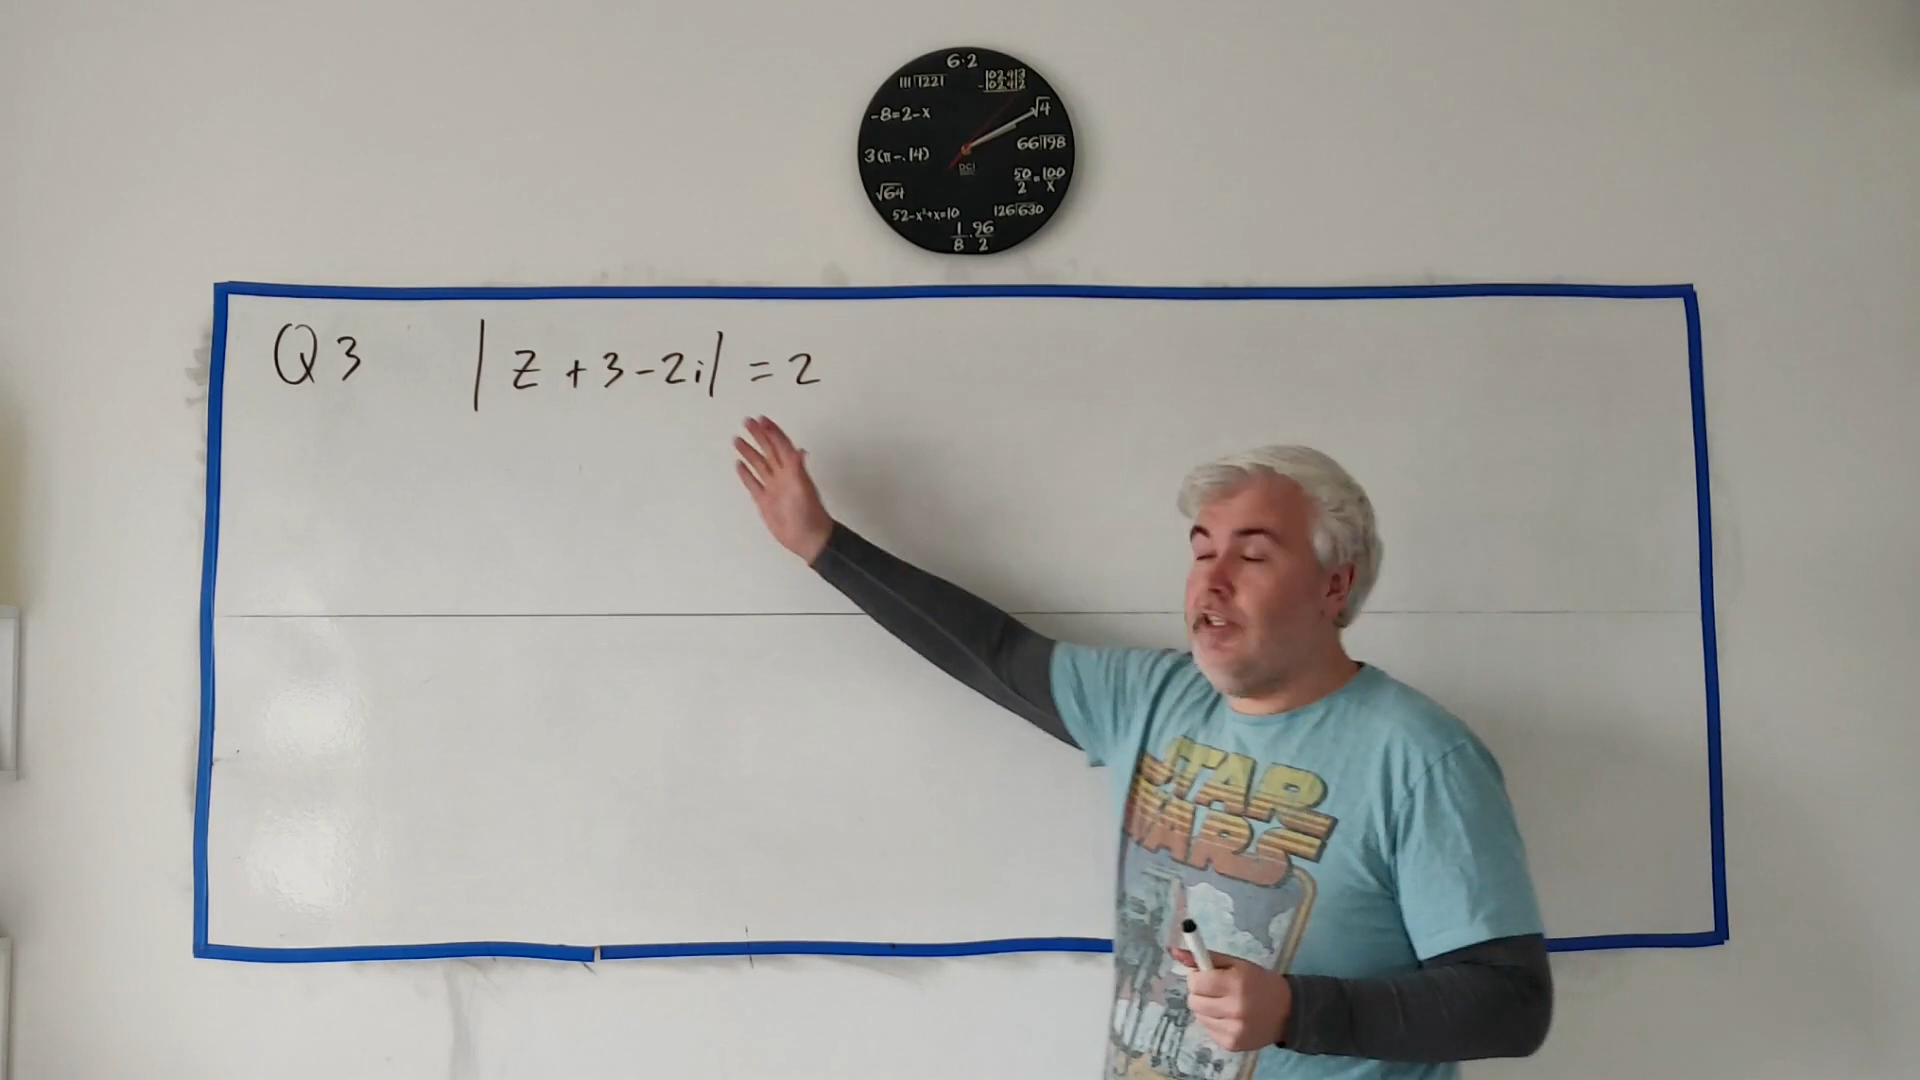 6·2
111⟌1221
102,413
-102,412
-8=2-x
√4
3(π-.14)
66⟌198
50/2=100/x
√64
DCI
52-x²+x=10
126⟌630
1/8·96/2
Q3 |z+3-2i|=2
STAR
WARS